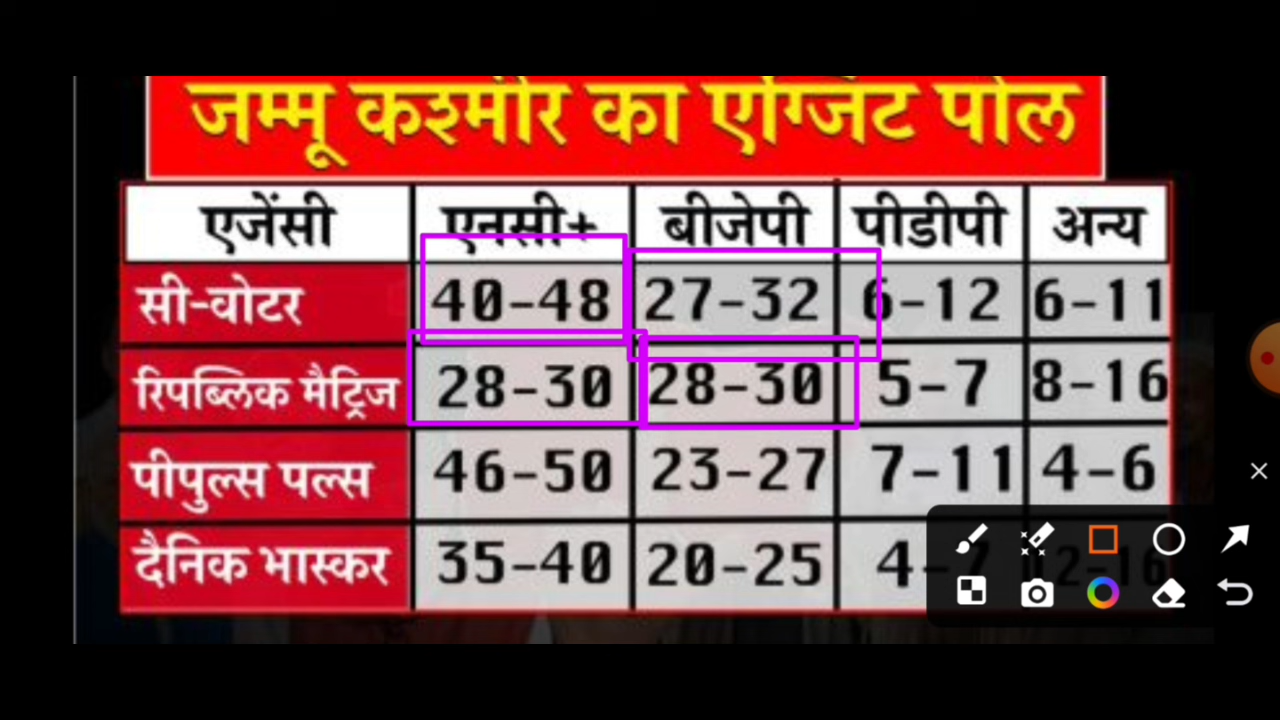 जम्मू कश्मीर का एग्जिट पोल
एजेंसी एनसी+ बीजेपी पीडीपी अन्य
सी-वोटर 40-48 27-32 6-12 6-11
रिपब्लिक मैट्रिज 28-30 28-30 5-7 8-16
पीपुल्स पल्स 46-50 23-27 7-11 4-6
दैनिक भास्कर 35-40 20-25 4-7 12-16